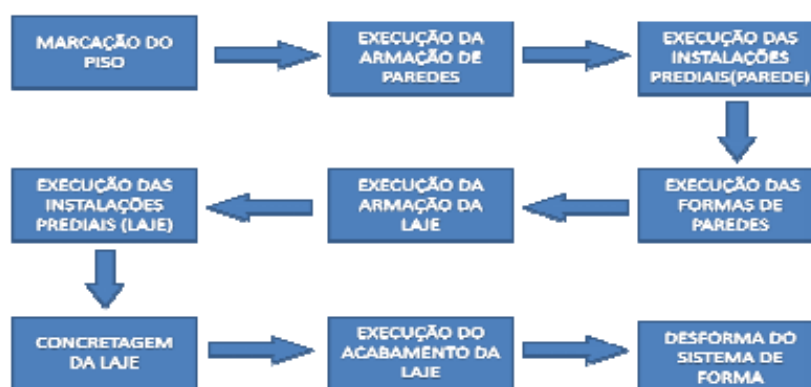 MARCAÇÃO DO
PISO
EXECUÇÃO DA
ARMAÇÃO DE
PAREDES
EXECUÇÃO DAS
INSTALAÇÕES
PREDIAIS(PAREDE)
EXECUÇÃO DAS
FORMAS DE
PAREDES
EXECUÇÃO DA
ARMAÇÃO DA
LAJE
EXECUÇÃO DAS
INSTALAÇÕES
PREDIAIS (LAJE)
CONCRETAGEM
DA LAJE
EXECUÇÃO DO
ACABAMENTO DA
LAJE
DESFORMA DO
SISTEMA DE
FORMA